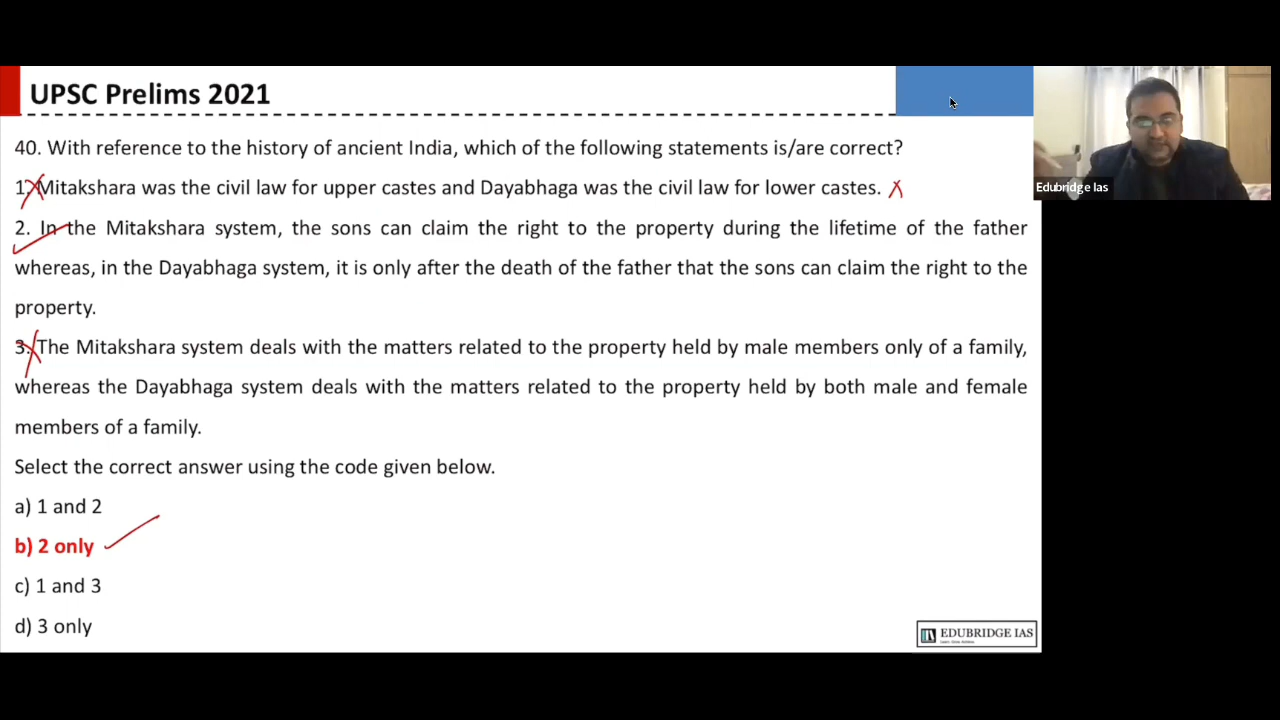 UPSC Prelims 2021
40. With reference to the history of ancient India, which of the following statements is/are correct?
1. Mitakshara was the civil law for upper castes and Dayabhaga was the civil law for lower castes.
2. In the Mitakshara system, the sons can claim the right to the property during the lifetime of the father
whereas, in the Dayabhaga system, it is only after the death of the father that the sons can claim the right to the
property.
3. The Mitakshara system deals with the matters related to the property held by male members only of a family,
whereas the Dayabhaga system deals with the matters related to the property held by both male and female
members of a family.
Select the correct answer using the code given below.
a) 1 and 2
b) 2 only
c) 1 and 3
d) 3 only
Edubridge Ias
EDUBRIDGE IAS